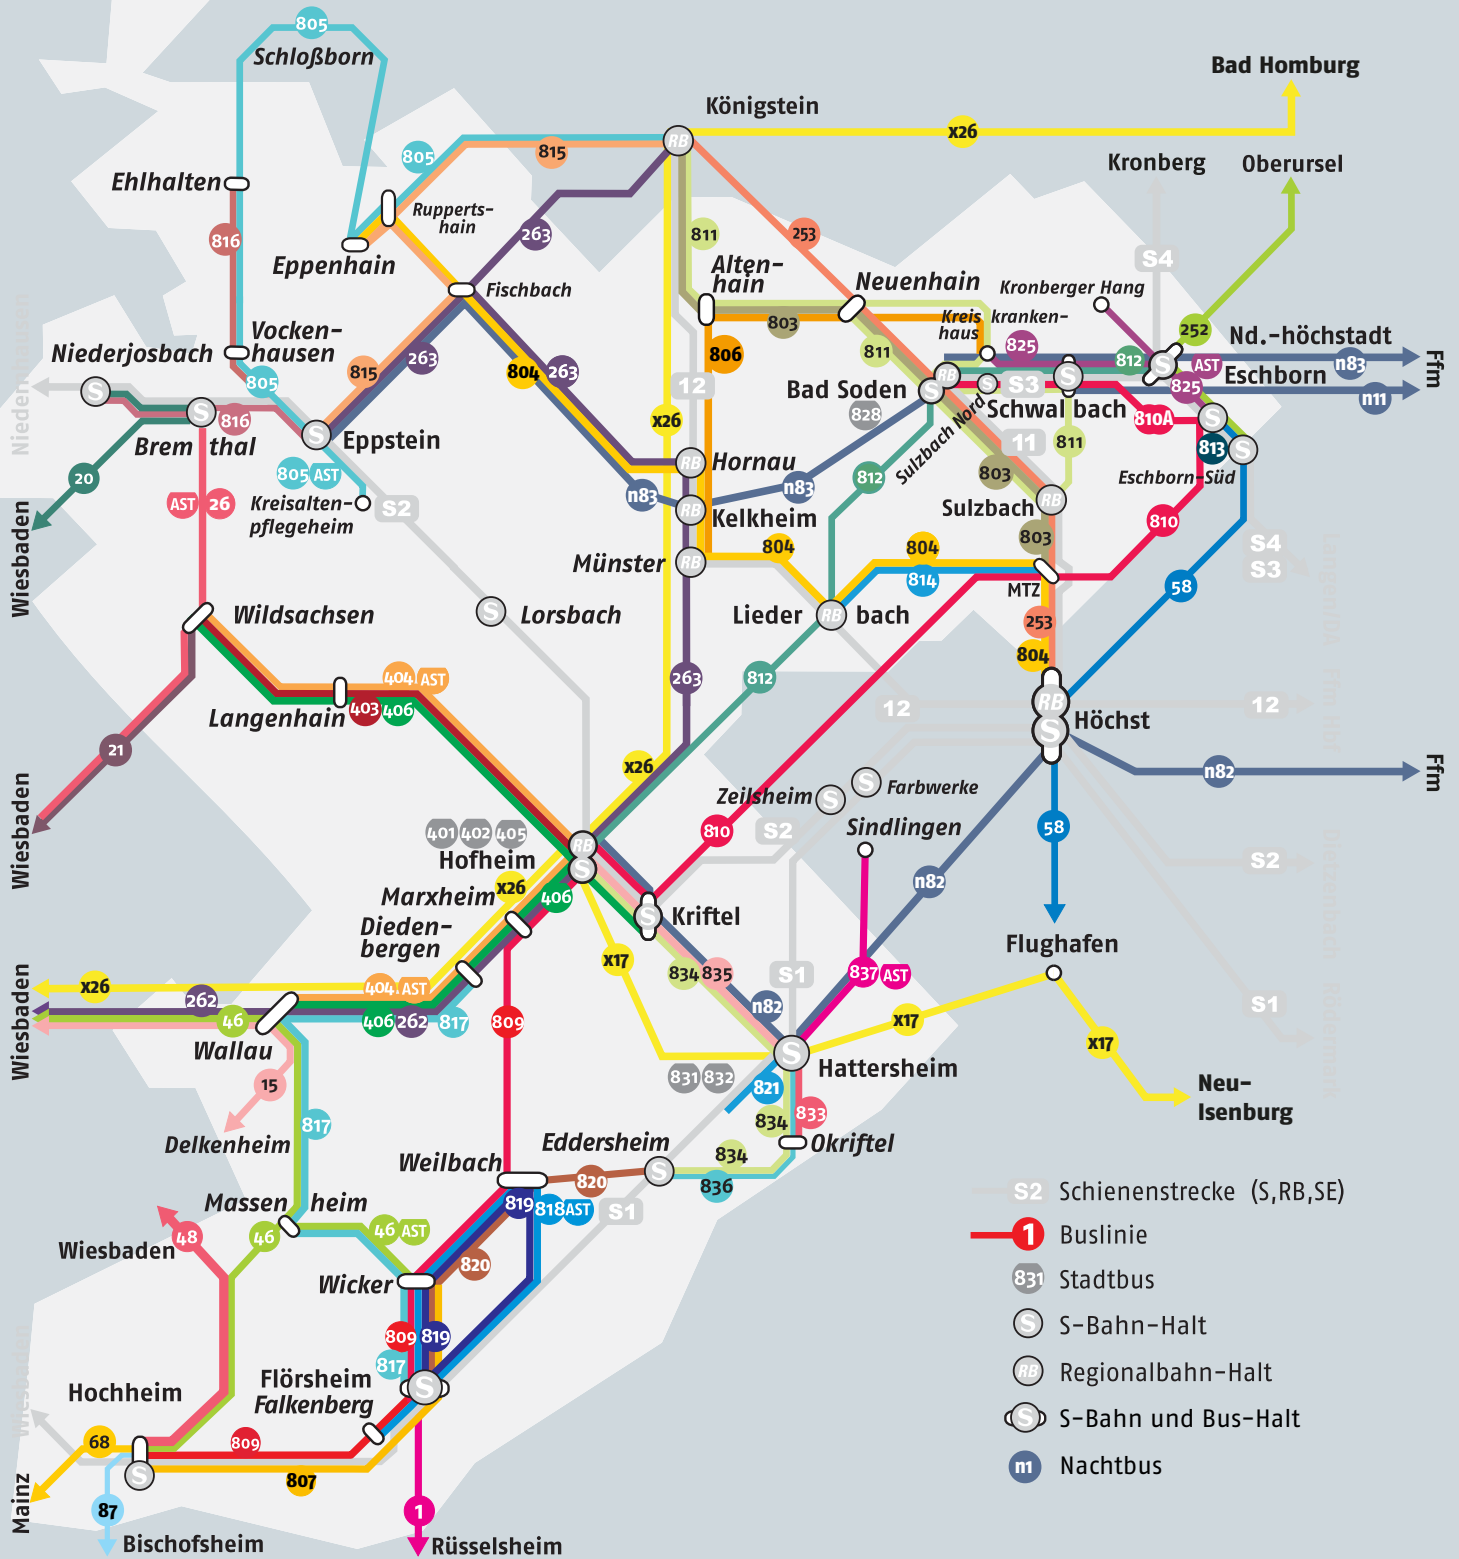 805
Schloßborn
Bad Homburg
Königstein
x26
Kronberg
Oberursel
805
815
Ehlhalten
Rupperts-
hain
816
263
811
253
S4
Eppenhain
Alten-
hain
Neuenhain
Kronberger Hang
Fischbach
Kreis kranken-
haus
252
Nd.-höchstadt
Vocken-
hausen
Niederjosbach
803
825
812
AST
n83
Ffm
811
806
815
263
804
263
12
Bad Soden
S3
825
Eschborn
n11
805
828
Schwal bach
810A
816
x26
Sulzbach Nord
11
811
813
Brem thal
Eppstein
Niedernhausen
805 AST
Hornau
803
Eschborn-Süd
20
812
Kreisalten-
pflegeheim
S2
n83
n83
AST 26
Kelkheim
Sulzbach
810
Wiesbaden
803
S4
S3
804
804
Münster
814
MTZ
58
Wildsachsen
Lorsbach
Lieder bach
253
804
404 AST
263
812
Langenhain
403 406
12
RB
12
Höchst
21
x26
n82
Ffm
Wiesbaden
Zeilsheim
Farbwerke
401 402 405
810
S2
Sindlingen
58
S2
Hofheim
x26
406
Marxheim
n82
Dieden-
bergen
Kriftel
Flughafen
x17
834 835
S1
837 AST
x26
404 AST
262
n82
S1
46
406 262 817
809
x17
x17
Wiesbaden
Wallau
15
831 832
821
Hattersheim
Neu-
Isenburg
834
833
817
Delkenheim
Eddersheim
834
Okriftel
Weilbach
820
836
S2 Schienenstrecke (S,RB,SE)
Massen heim
819 818AST
S1
48
46
46 AST
1 Buslinie
Wiesbaden
820
831 Stadtbus
Wicker
S S-Bahn-Halt
809 819
817
RB Regionalbahn-Halt
Wiesbaden
Flörsheim
Hochheim
Falkenberg
S S-Bahn und Bus-Halt
68
809
n1 Nachtbus
807
Mainz
87
1
Bischofsheim
Rüsselsheim